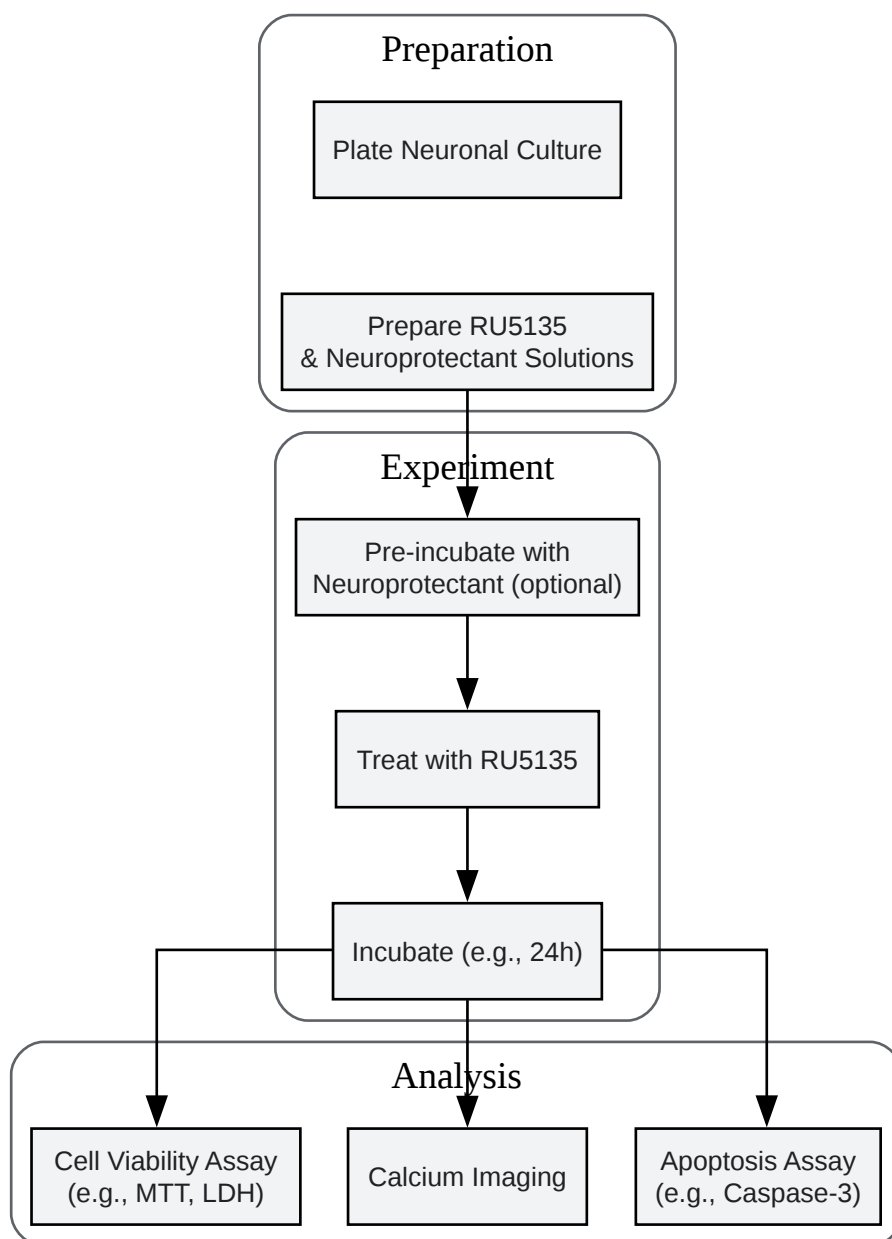 Preparation
Plate Neuronal Culture
Prepare RU5135
& Neuroprotectant Solutions
Experiment
Pre-incubate with
Neuroprotectant (optional)
Treat with RU5135
Incubate (e.g., 24h)
Analysis
Cell Viability Assay
(e.g., MTT, LDH)
Calcium Imaging
Apoptosis Assay
(e.g., Caspase-3)